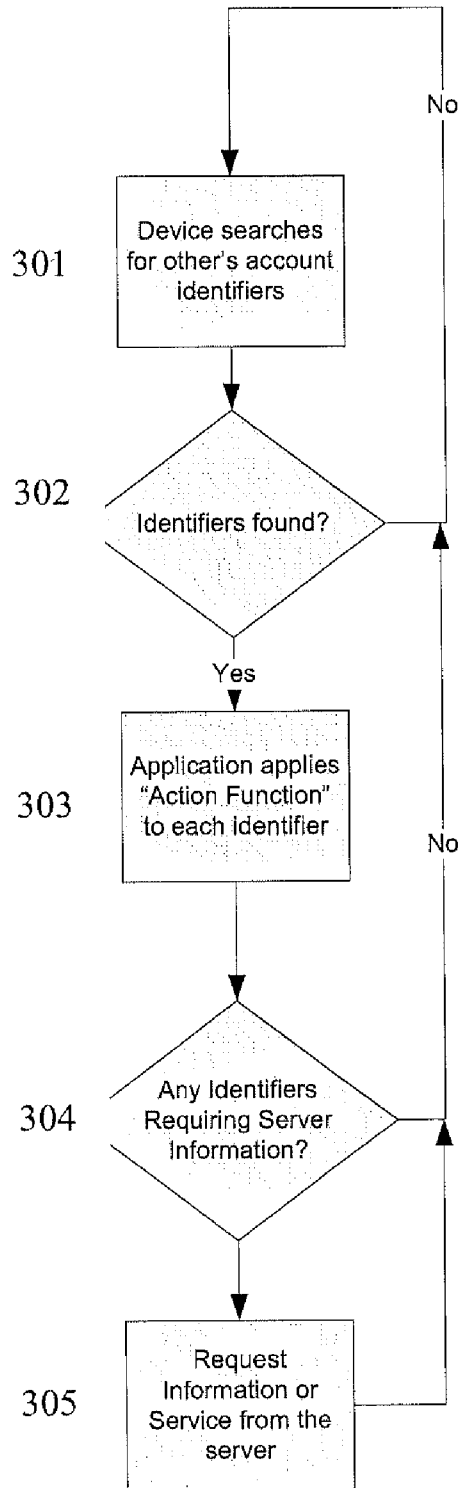 No
301
Device searches
for other's account
identifiers
302
Identifiers found?
Yes
303
Application applies
“Action Function”
to each identifier
No
304
Any Identifiers
Requiring Server
Information?
305
Request
Information or
Service from the
server